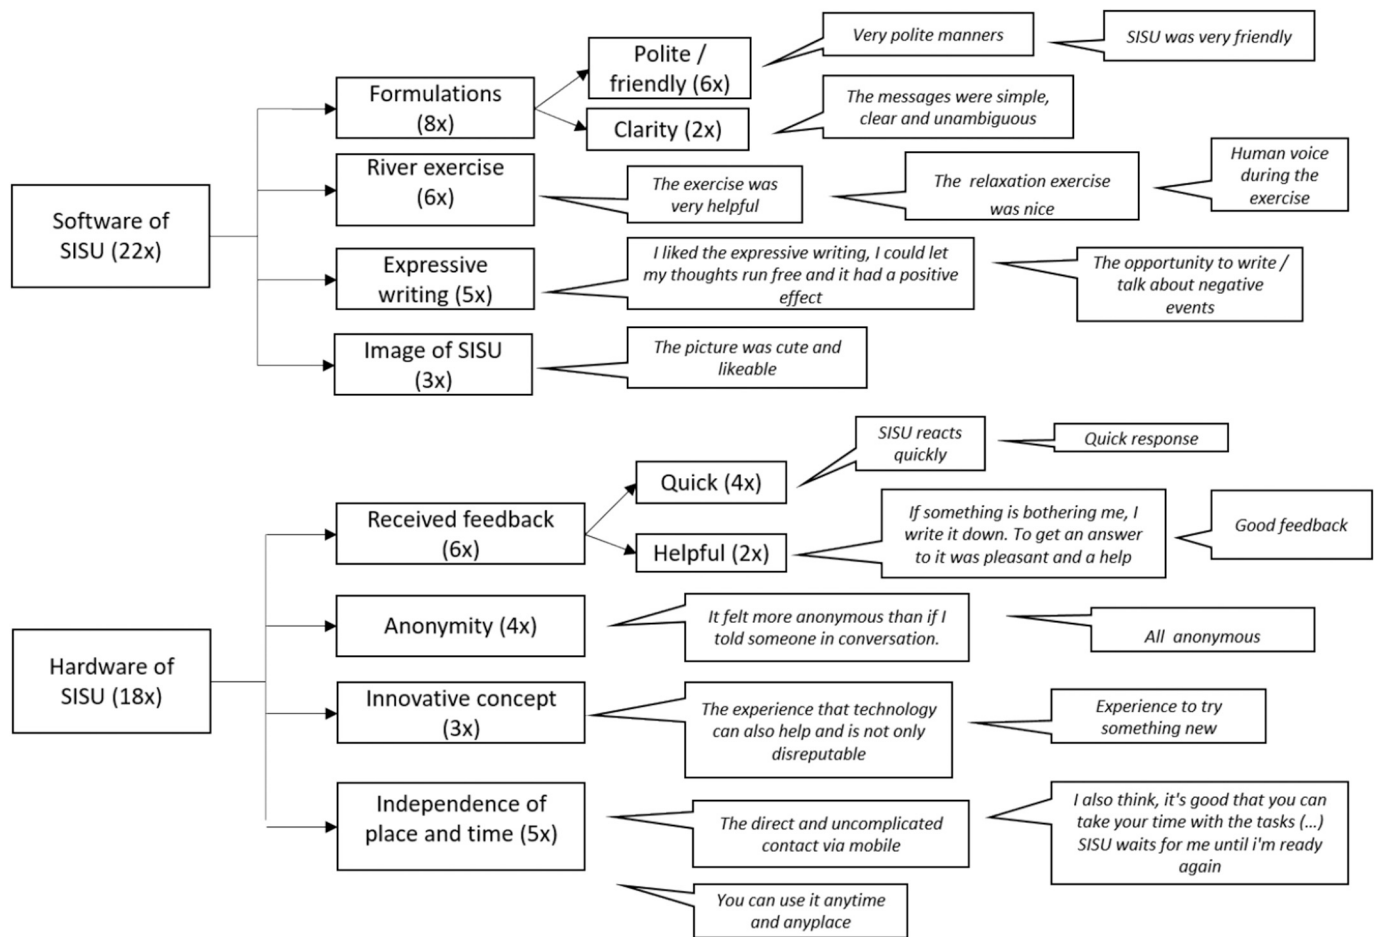 Software of
SISU (22x)
Formulations
(8x)
Polite /
friendly (6x)
Very polite manners
SISU was very friendly
Clarity (2x)
The messages were simple,
clear and unambiguous
River exercise
(6x)
The exercise was
very helpful
The relaxation exercise
was nice
Human voice
during the
exercise
Expressive
writing (5x)
I liked the expressive writing, I could let
my thoughts run free and it had a positive
effect
The opportunity to write /
talk about negative
events
Image of SISU
(3x)
The picture was cute and
likeable
Hardware of
SISU (18x)
Received feedback
(6x)
Quick (4x)
SISU reacts
quickly
Quick response
Helpful (2x)
If something is bothering me, I
write it down. To get an answer
to it was pleasant and a help
Good feedback
Anonymity (4x)
It felt more anonymous than if I
told someone in conversation.
All anonymous
Innovative concept
(3x)
The experience that technology
can also help and is not only
disreputable
Experience to try
something new
Independence of
place and time (5x)
The direct and uncomplicated
contact via mobile
I also think, it's good that you can
take your time with the tasks (...)
SISU waits for me until i'm ready
again
You can use it anytime
and anyplace